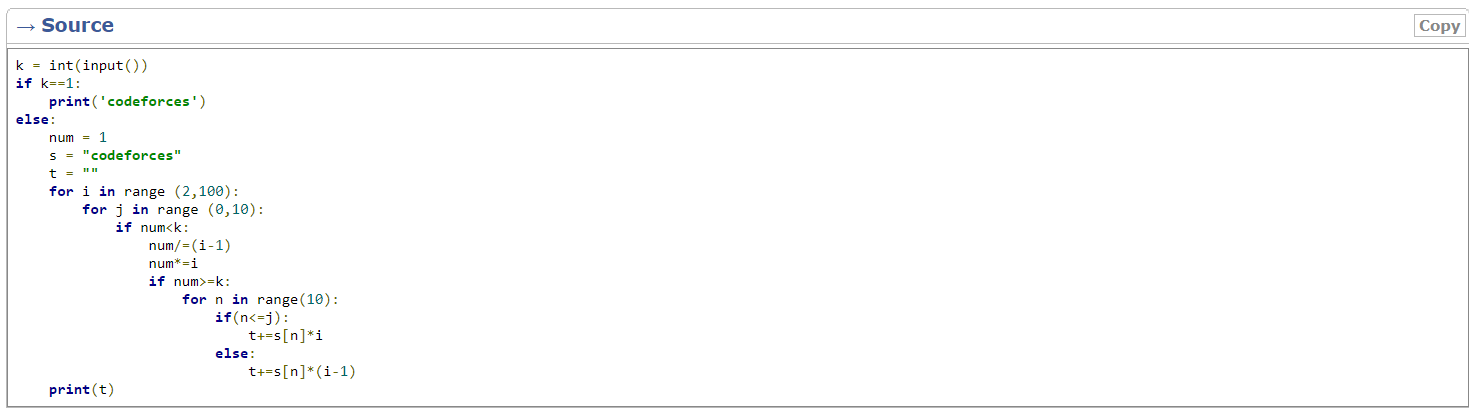 → Source
Copy
k = int(input())
if k==1:
    print('codeforces')
else:
    num = 1
    s = "codeforces"
    t = ""
    for i in range (2,100):
        for j in range (0,10):
            if num<k:
                num/=(i-1)
                num*=i
                if num>=k:
                    for n in range(10):
                        if(n<=j):
                            t+=s[n]*i
                        else:
                            t+=s[n]*(i-1)
    print(t)